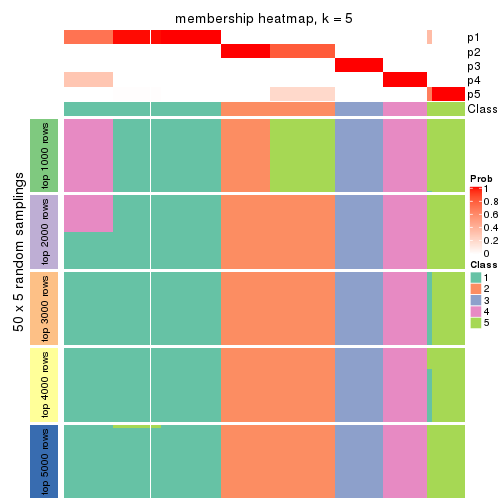 membership heatmap, k = 5
p1
p2
p3
p4
p5
Class
50 x 5 random samplings
top 1000 rows
top 2000 rows
top 3000 rows
top 4000 rows
top 5000 rows
Prob
1
0.8
0.6
0.4
0.2
0
Class
1
2
3
4
5